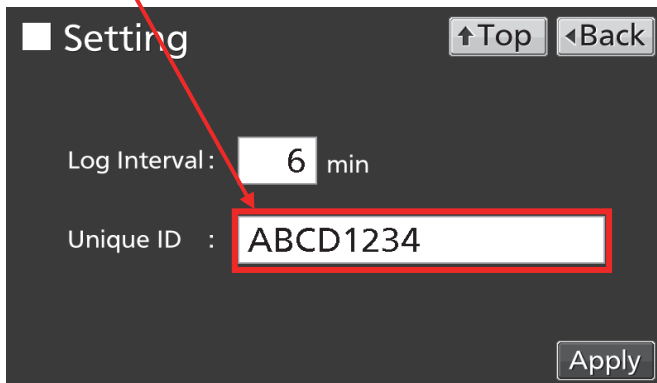 Setting
Top
Back
Log Interval: 6 min
Unique ID : ABCD1234
Apply